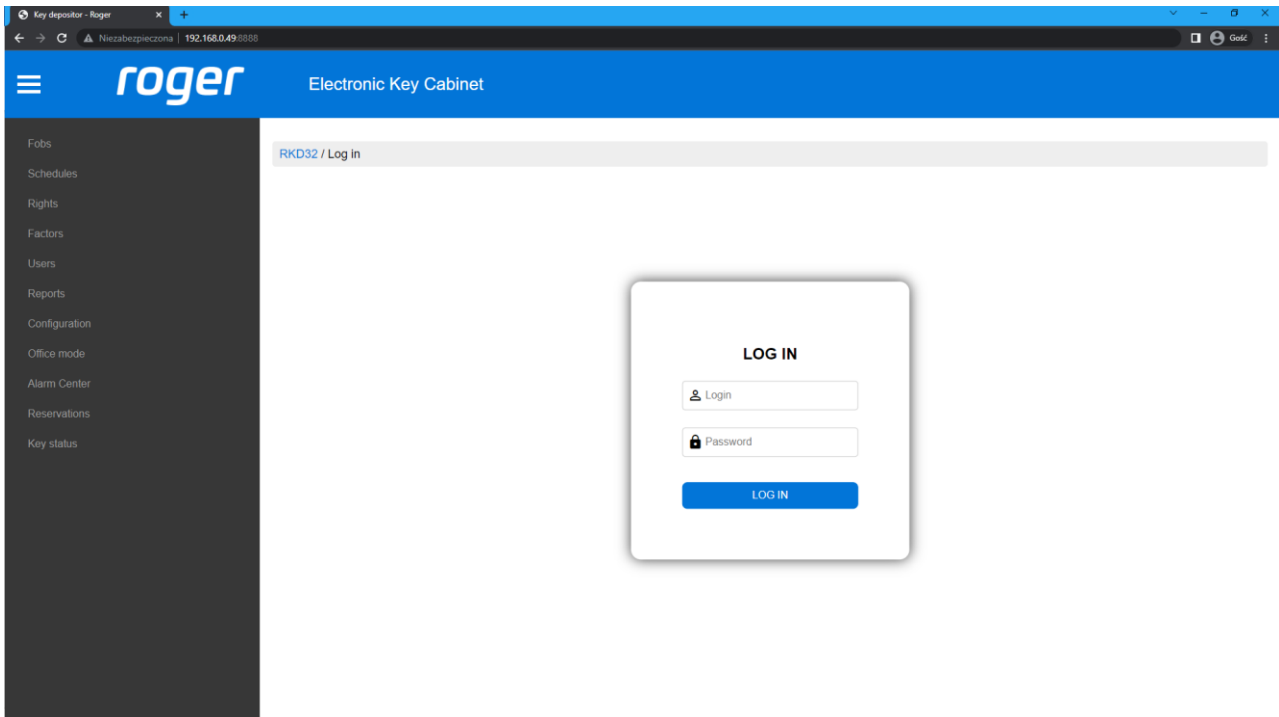 Key depositor - Roger
Niezabezpieczona | 192.168.0.49:8888
Gość
roger
Electronic Key Cabinet
Fobs
Schedules
Rights
Factors
Users
Reports
Configuration
Office mode
Alarm Center
Reservations
Key status
RKD32 / Log in
LOG IN
Login
Password
LOG IN